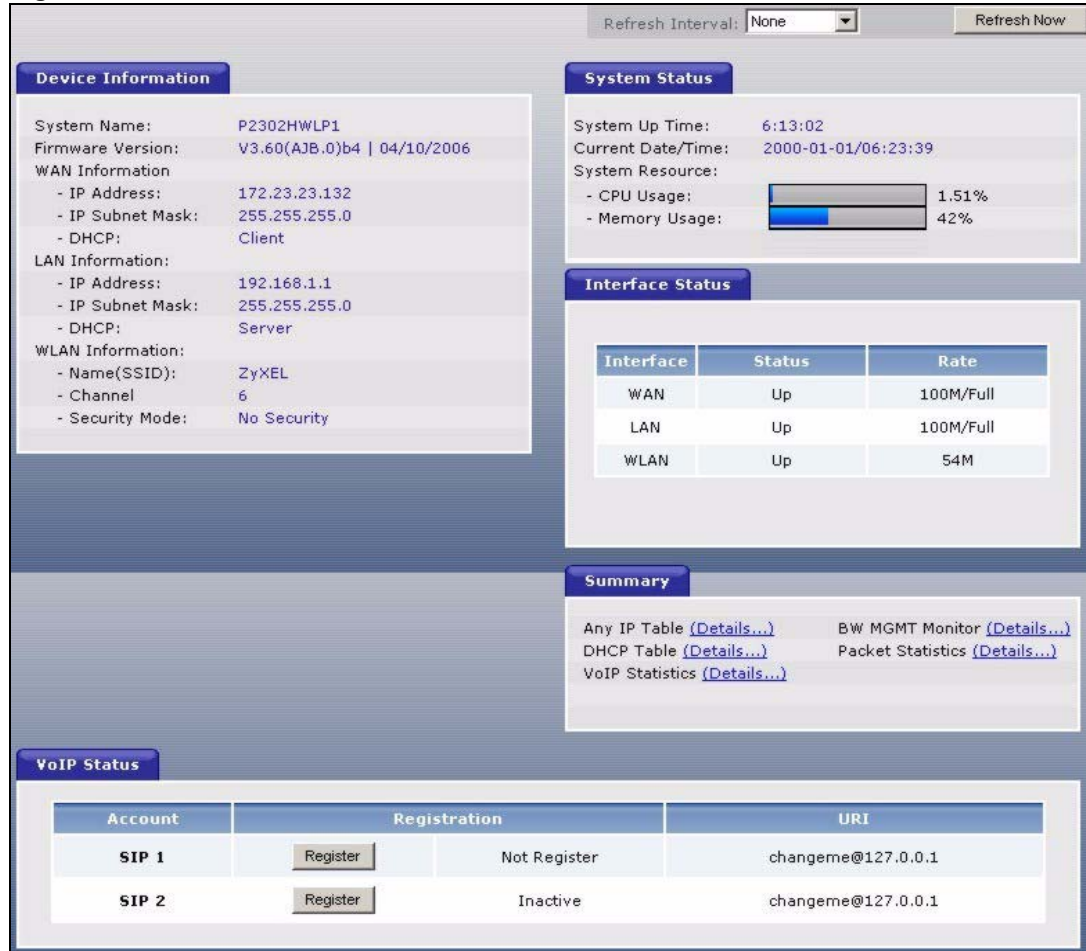 Refresh Interval: None Refresh Now
Device Information
System Name: P2302HWLP1
Firmware Version: V3.60(AJB.0)b4 | 04/10/2006
WAN Information
- IP Address: 172.23.23.132
- IP Subnet Mask: 255.255.255.0
- DHCP: Client
LAN Information:
- IP Address: 192.168.1.1
- IP Subnet Mask: 255.255.255.0
- DHCP: Server
WLAN Information:
- Name(SSID): ZyXEL
- Channel 6
- Security Mode: No Security
System Status
System Up Time: 6:13:02
Current Date/Time: 2000-01-01/06:23:39
System Resource:
- CPU Usage: 1.51%
- Memory Usage: 42%
Interface Status
Interface Status Rate
WAN Up 100M/Full
LAN Up 100M/Full
WLAN Up 54M
Summary
Any IP Table (Details...) BW MGMT Monitor (Details...)
DHCP Table (Details...) Packet Statistics (Details...)
VoIP Statistics (Details...)
VoIP Status
Account Registration URI
SIP 1 Register Not Register changeme@127.0.0.1
SIP 2 Register Inactive changeme@127.0.0.1